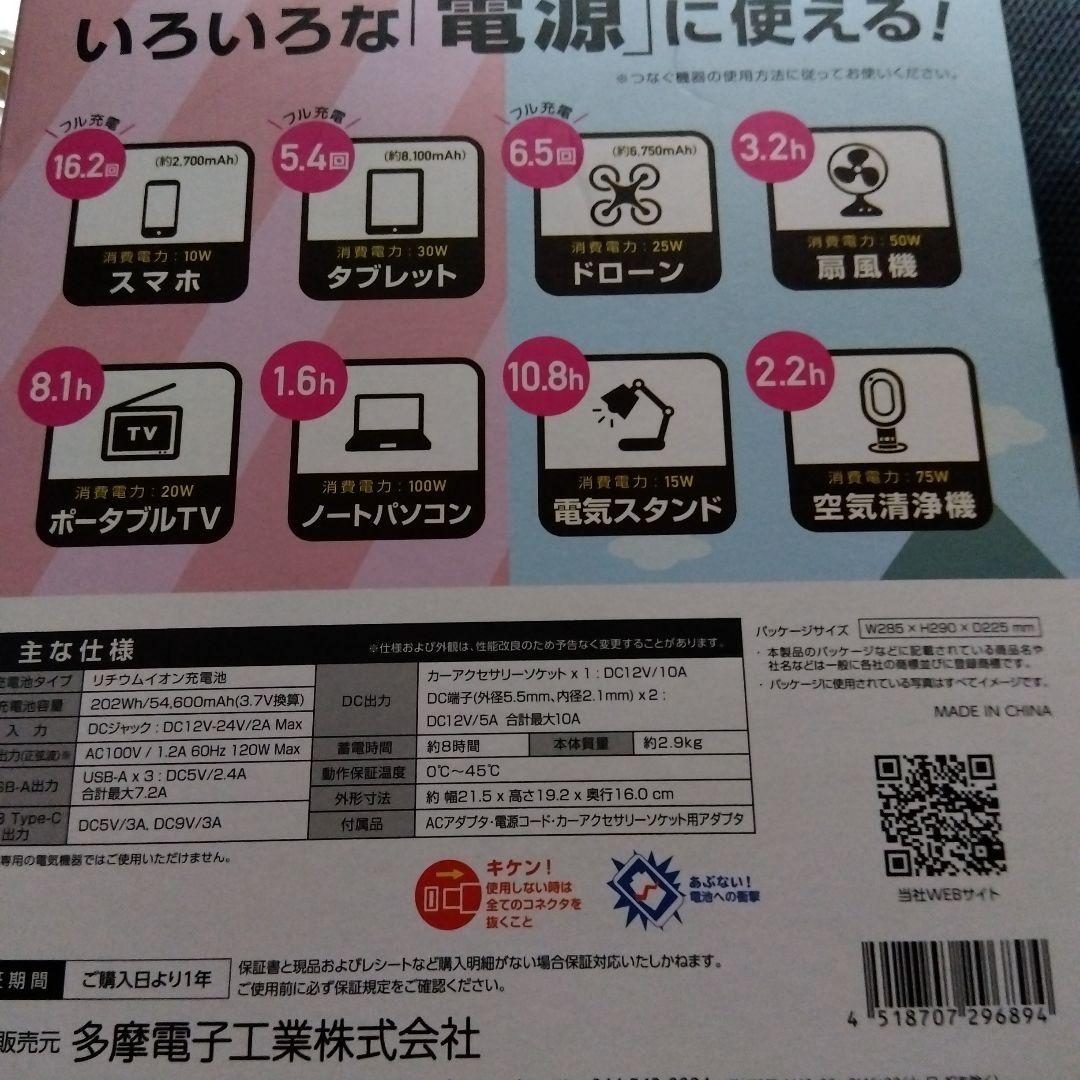 いろいろな「電源」に使える!
※つなぐ機器の使用方法に従ってお使いください。
フル充電
16.2回
(約2,700mAh)
消費電力:10W
スマホ
フル充電
5.4回
(約8,100mAh)
消費電力:30W
タブレット
フル充電
6.5回
(約6,750mAh)
消費電力:25W
ドローン
3.2h
消費電力:50W
扇風機
8.1h
TV
消費電力:20W
ポータブルTV
1.6h
消費電力:100W
ノートパソコン
10.8h
消費電力:15W
電気スタンド
2.2h
消費電力:75W
空気清浄機
主な仕様
※仕様および外観は、性能改良のため予告なく変更することがあります。
充電池タイプ リチウムイオン充電池
充電池容量 202Wh/54,600mAh(3.7V換算)
入力 DCジャック:DC12V-24V/2A Max
出力(正弦波)※ AC100V / 1.2A 60Hz 120W Max
SB-A出力 USB-A x 3 : DC5V/2.4A
合計最大7.2A
Type-C
出力 DC5V/3A, DC9V/3A
DC出力 カーアクセサリーソケット x 1 : DC12V/10A
DC端子(外径5.5mm、内径2.1mm) x 2 :
DC12V/5A 合計最大10A
蓄電時間 約8時間 本体質量 約2.9kg
動作保証温度 0℃～45℃
外形寸法 約 幅21.5 x 高さ19.2 x 奥行16.0 cm
付属品 ACアダプタ・電源コード・カーアクセサリーソケット用アダプタ
専用の電気機器ではご使用いただけません。
パッケージサイズ W285 × H290 × D225 mm
・本製品のパッケージなどに記載されている商品名や
社名などは一般に各社の商標並びに登録商標です。
・パッケージに使用されている写真はすべてイメージです。
MADE IN CHINA
当社WEBサイト
キケン!
使用しない時は
全てのコネクタを
抜くこと
あぶない!
電池への衝撃
期間 ご購入日より1年
保証書と現品およびレシートなど購入明細がない場合保証対応いたしかねます。
ご使用前に必ず保証規定をご確認ください。
販売元 多摩電子工業株式会社
4 518707 296894